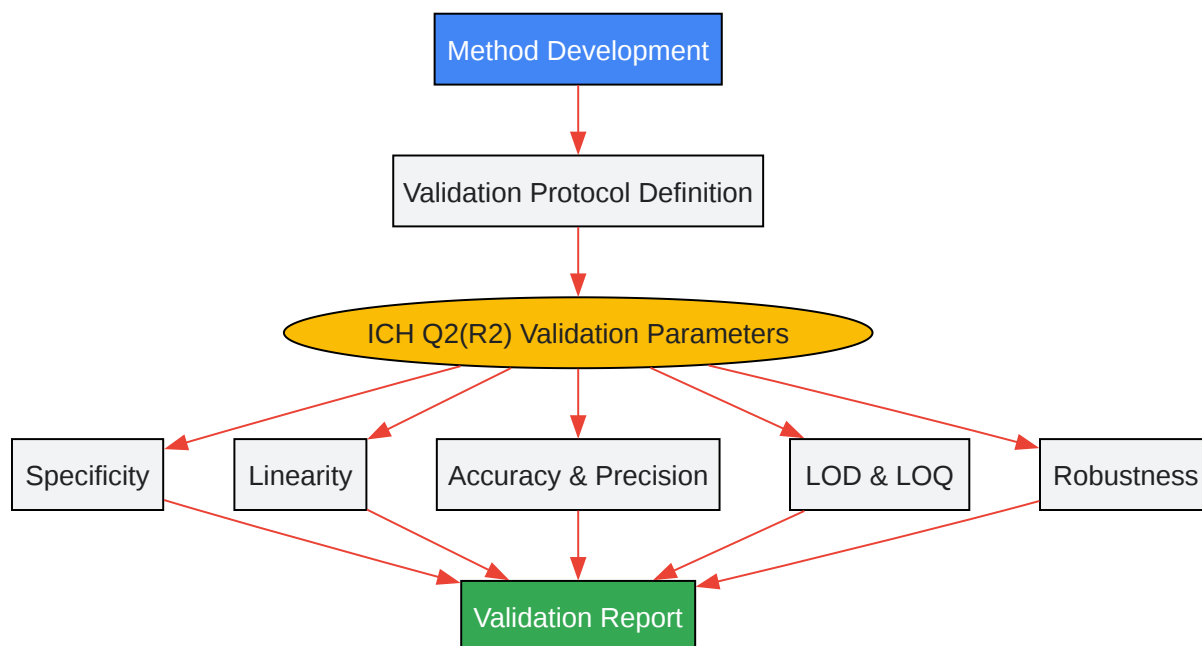 Method Development
Validation Protocol Definition
ICH Q2(R2) Validation Parameters
Specificity
Linearity
Accuracy & Precision
LOD & LOQ
Robustness
Validation Report